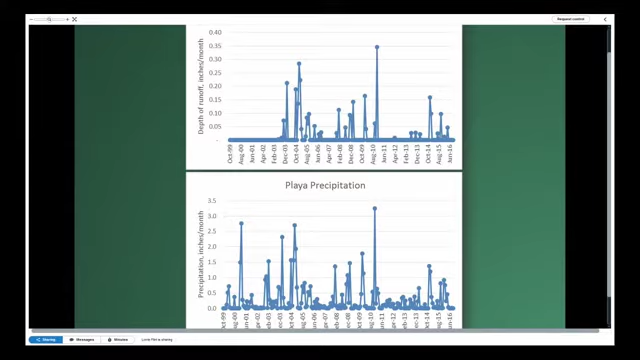 Request control
0.40
0.35
0.30
0.25
0.20
0.15
0.10
0.05
-
Depth of runoff, inches/month
Oct-99
Aug-00
Jun-01
Apr-02
Feb-03
Dec-03
Oct-04
Aug-05
Jun-06
Apr-07
Feb-08
Dec-08
Oct-09
Aug-10
Jun-11
Apr-12
Feb-13
Dec-13
Oct-14
Aug-15
Jun-16
Playa Precipitation
3.5
3.0
2.5
2.0
1.5
1.0
0.5
0.0
Precipitation, inches/month
Oct-99
Aug-00
Jun-01
Apr-02
Feb-03
Dec-03
Oct-04
Aug-05
Jun-06
Apr-07
Feb-08
Dec-08
Oct-09
Aug-10
Jun-11
Apr-12
Feb-13
Dec-13
Oct-14
Aug-15
Jun-16
Sharing
Messages
Minutes
is sharing